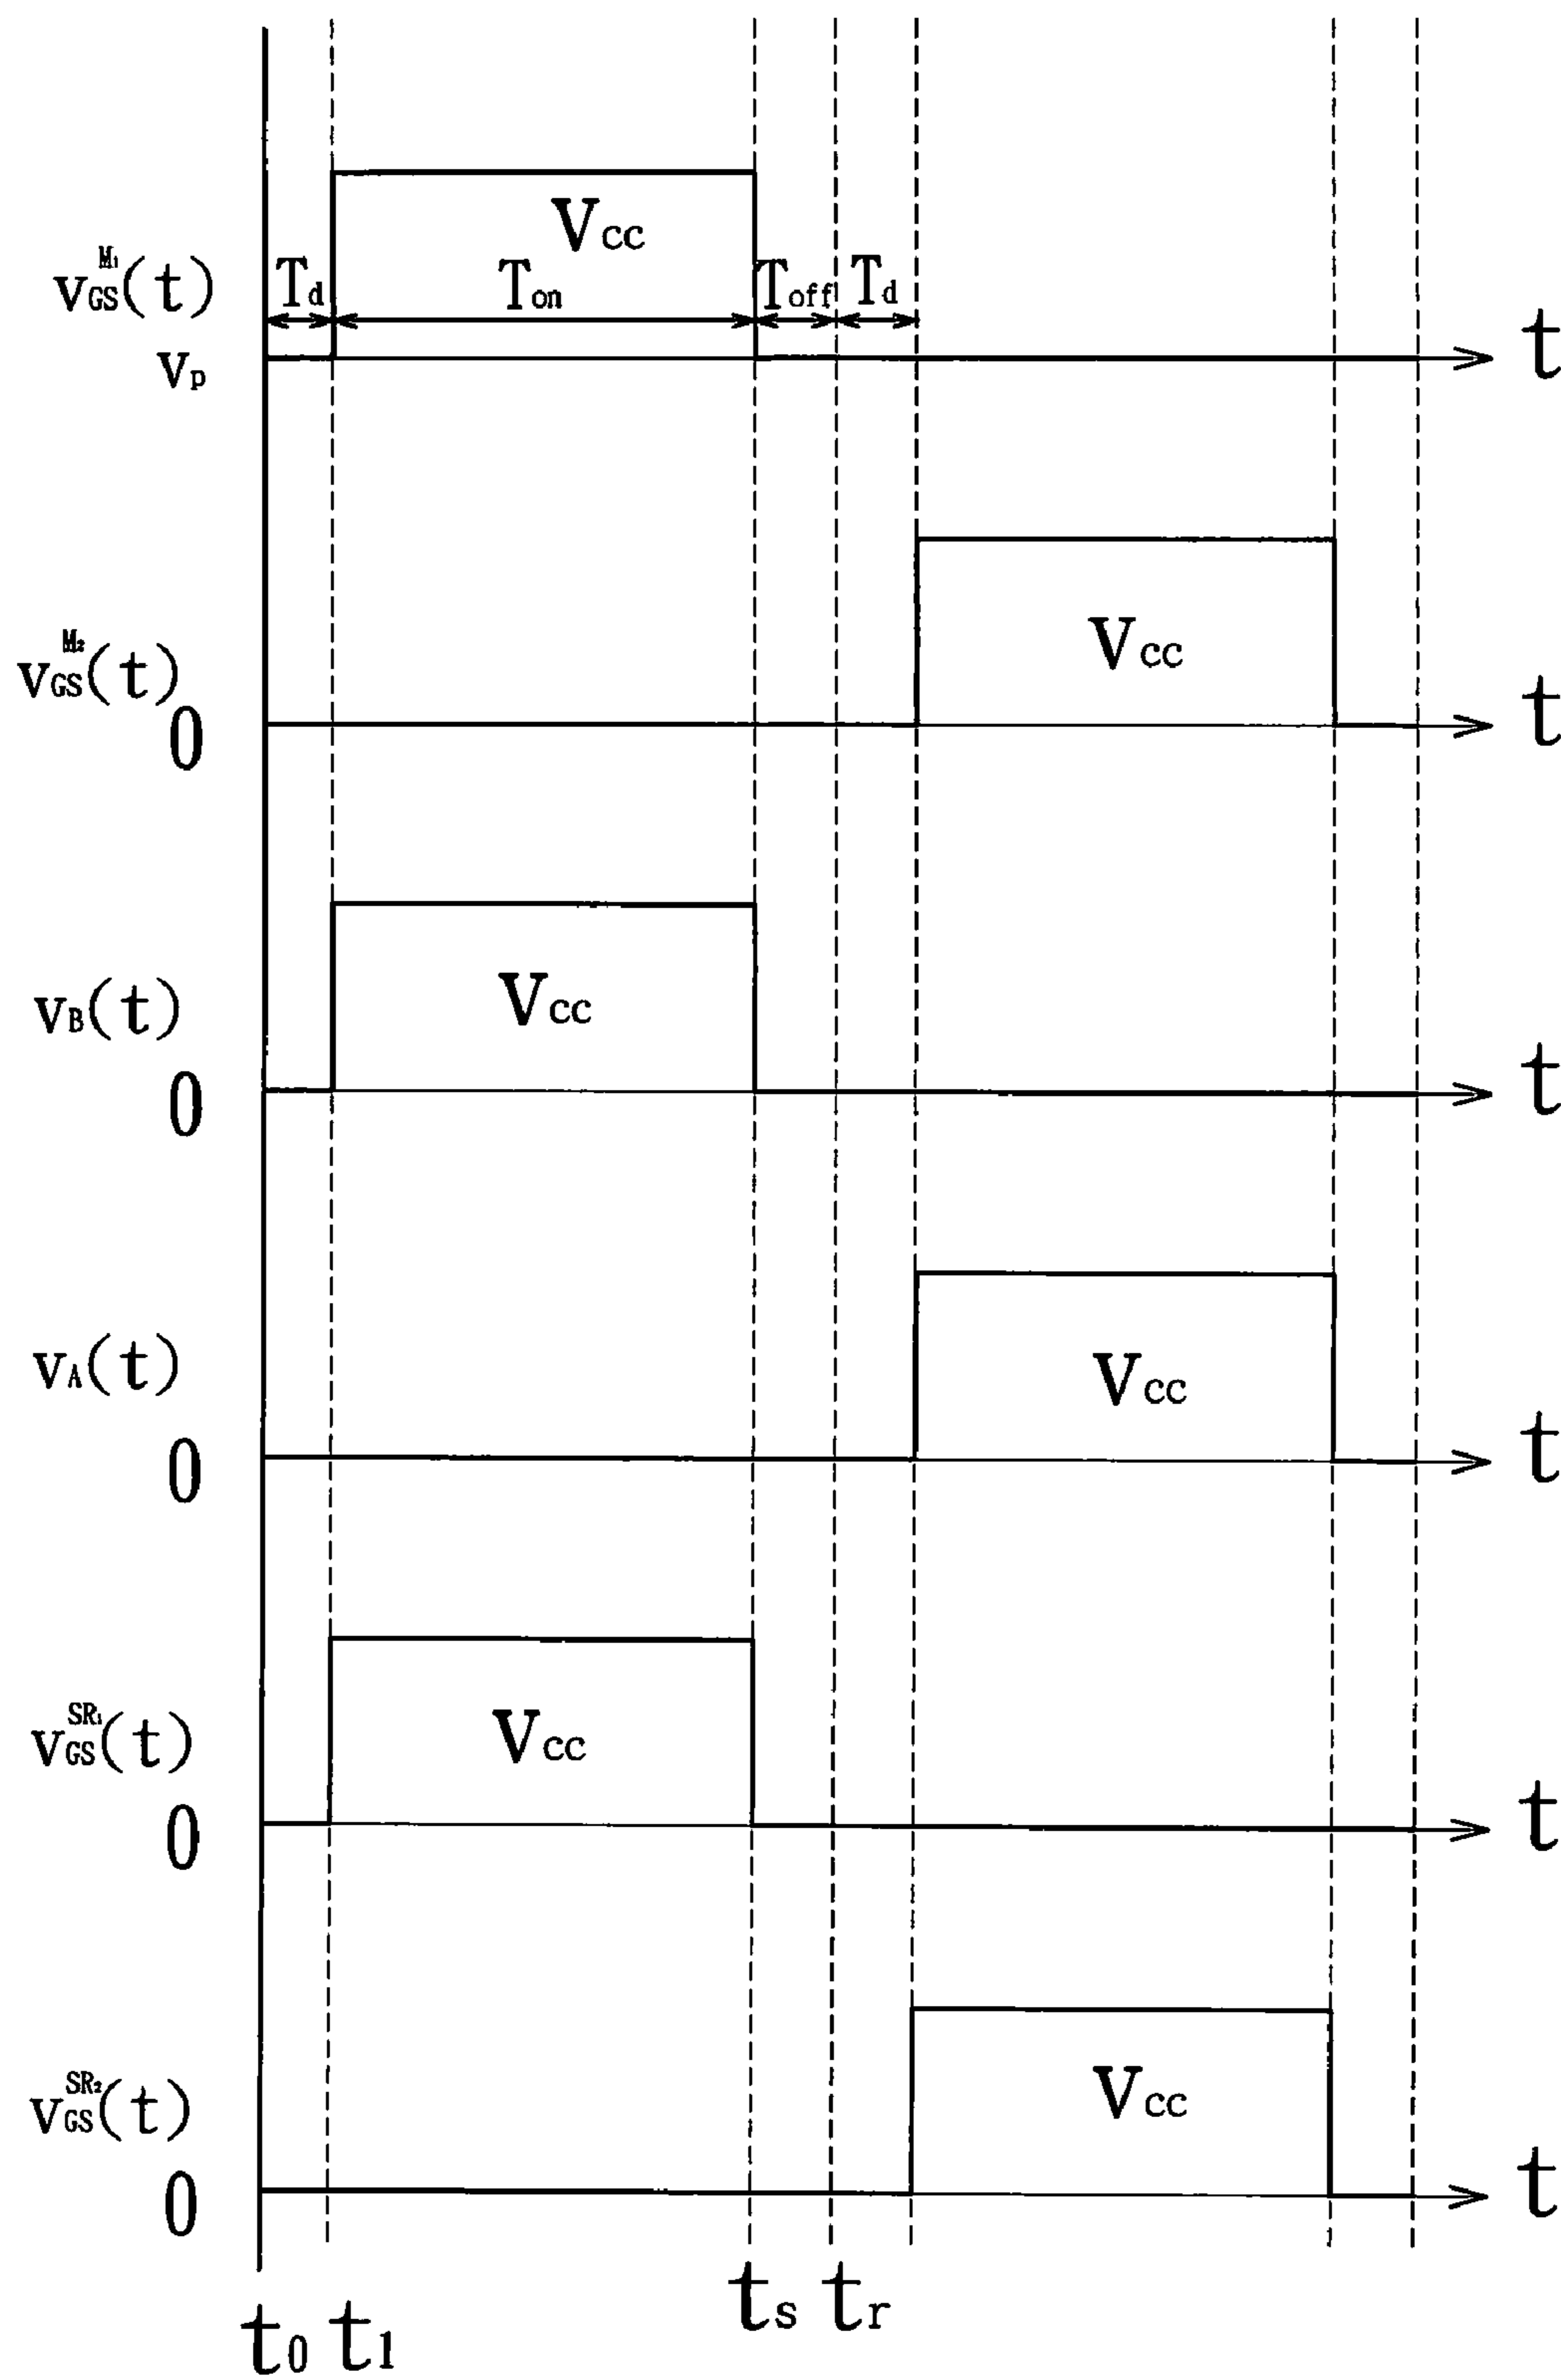 Vcc
v_GS^M1(t) Td Ton Toff Td
t
vp
Vcc
v_GS^M2(t)
t
0
Vcc
vB(t)
t
0
Vcc
vA(t)
t
0
Vcc
v_GS^SR1(t)
t
0
Vcc
v_GS^SR2(t)
t
0
t0 t1 ts tr